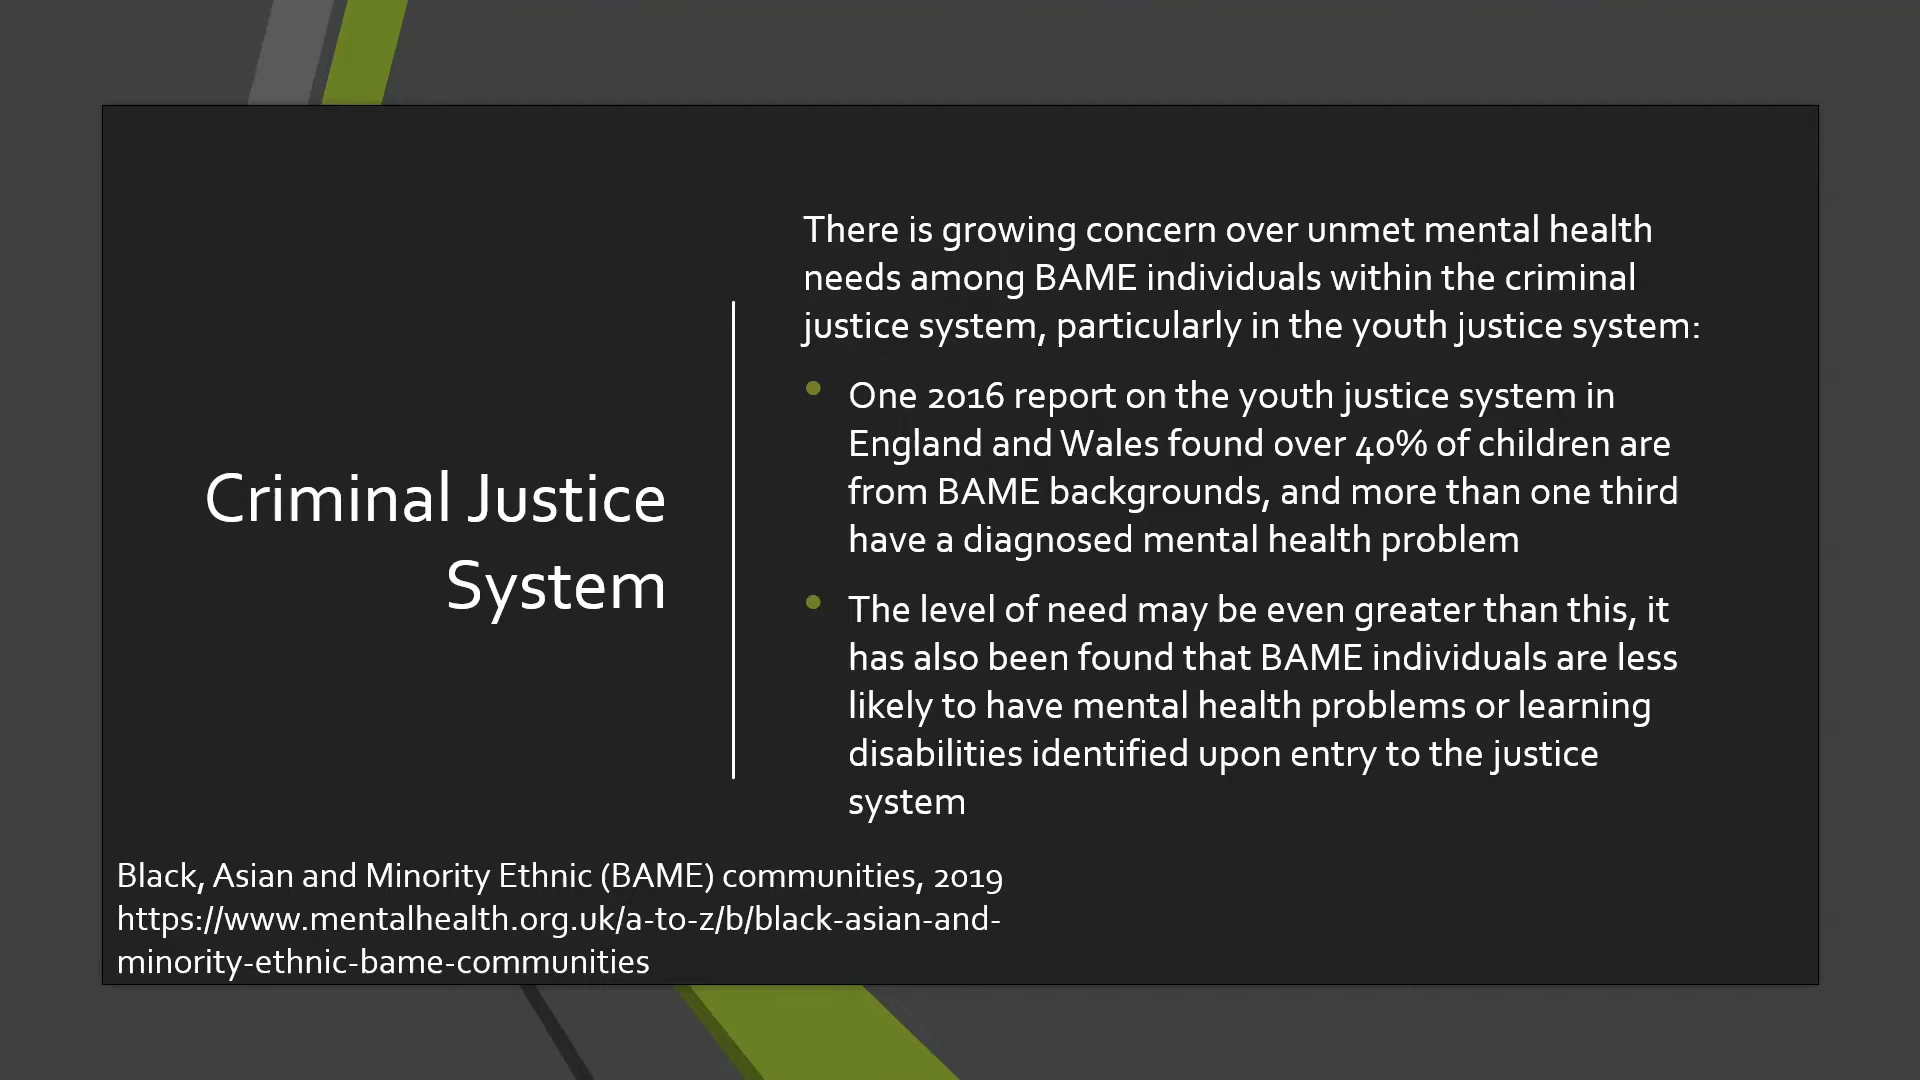 Criminal Justice
System
There is growing concern over unmet mental health
needs among BAME individuals within the criminal
justice system, particularly in the youth justice system:
One 2016 report on the youth justice system in
England and Wales found over 40% of children are
from BAME backgrounds, and more than one third
have a diagnosed mental health problem
The level of need may be even greater than this, it
has also been found that BAME individuals are less
likely to have mental health problems or learning
disabilities identified upon entry to the justice
system
Black, Asian and Minority Ethnic (BAME) communities, 2019
https://www.mentalhealth.org.uk/a-to-z/b/black-asian-and-
minority-ethnic-bame-communities